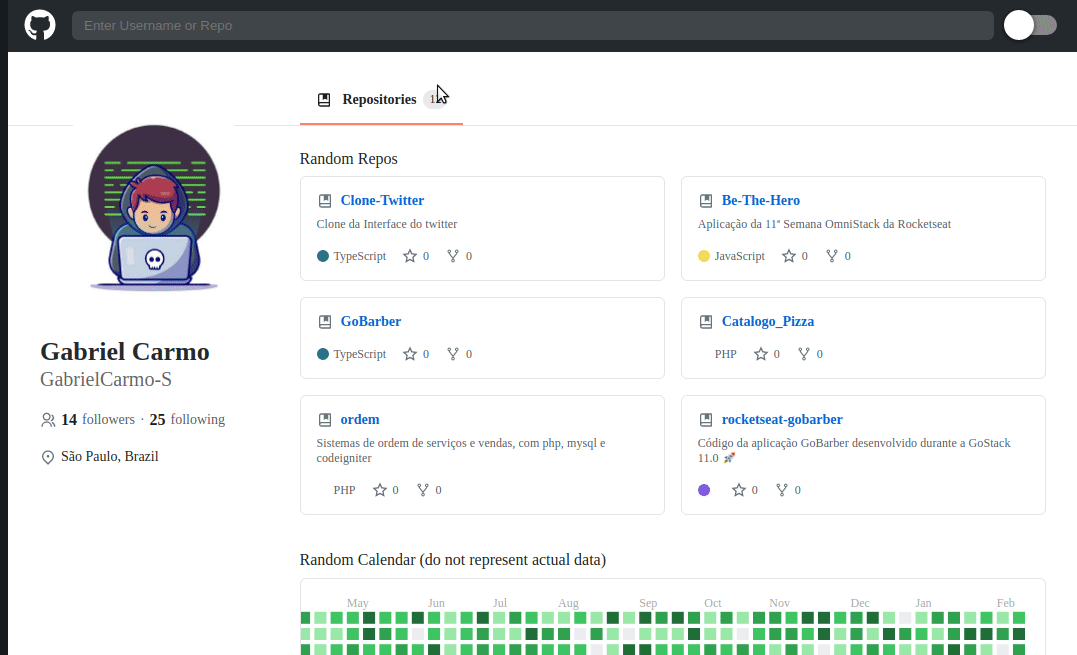 Enter Username or Repo
Repositories
Random Repos
Clone-Twitter
Clone da Interface do twitter
TypeScript 0 0
Be-The-Hero
Aplicação da 11ª Semana OmniStack da Rocketseat
JavaScript 0 0
GoBarber
TypeScript 0 0
Catalogo_Pizza
PHP 0 0
ordem
Sistemas de ordem de serviços e vendas, com php, mysql e
codeigniter
PHP 0 0
rocketseat-gobarber
Código da aplicação GoBarber desenvolvido durante a GoStack
11.0 🚀
0 0
Gabriel Carmo
GabrielCarmo-S
14 followers · 25 following
São Paulo, Brazil
Random Calendar (do not represent actual data)
May Jun Jul Aug Sep Oct Nov Dec Jan Feb